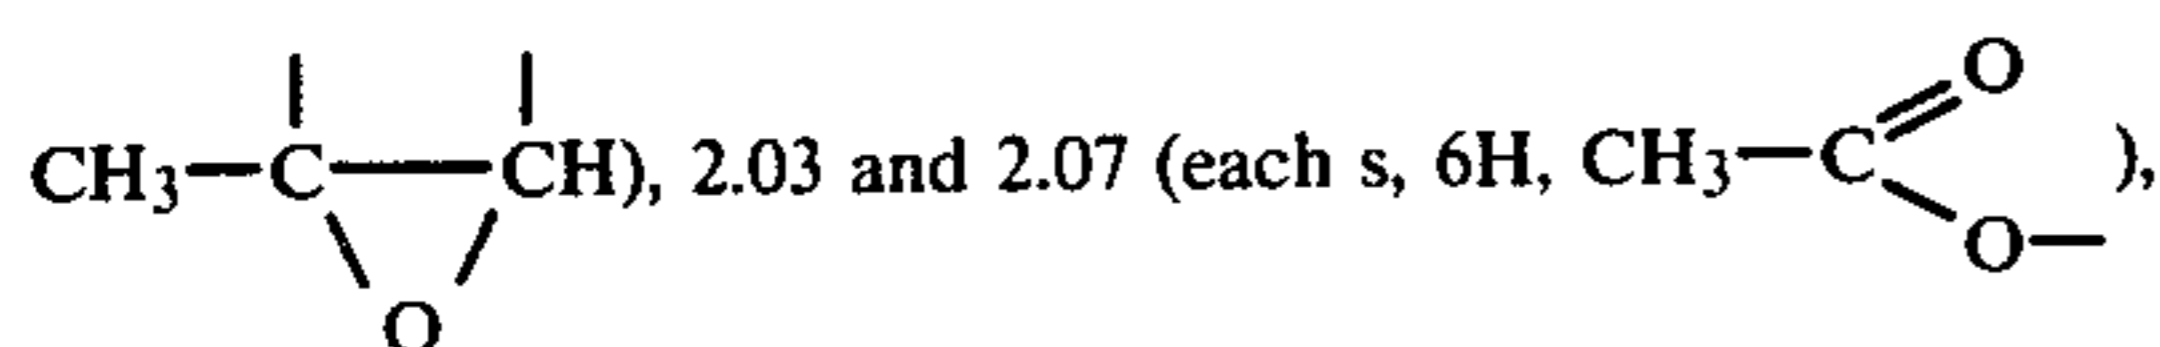 O
CH3—C—CH), 2.03 and 2.07 (each s, 6H, CH3—C ),
O—
O